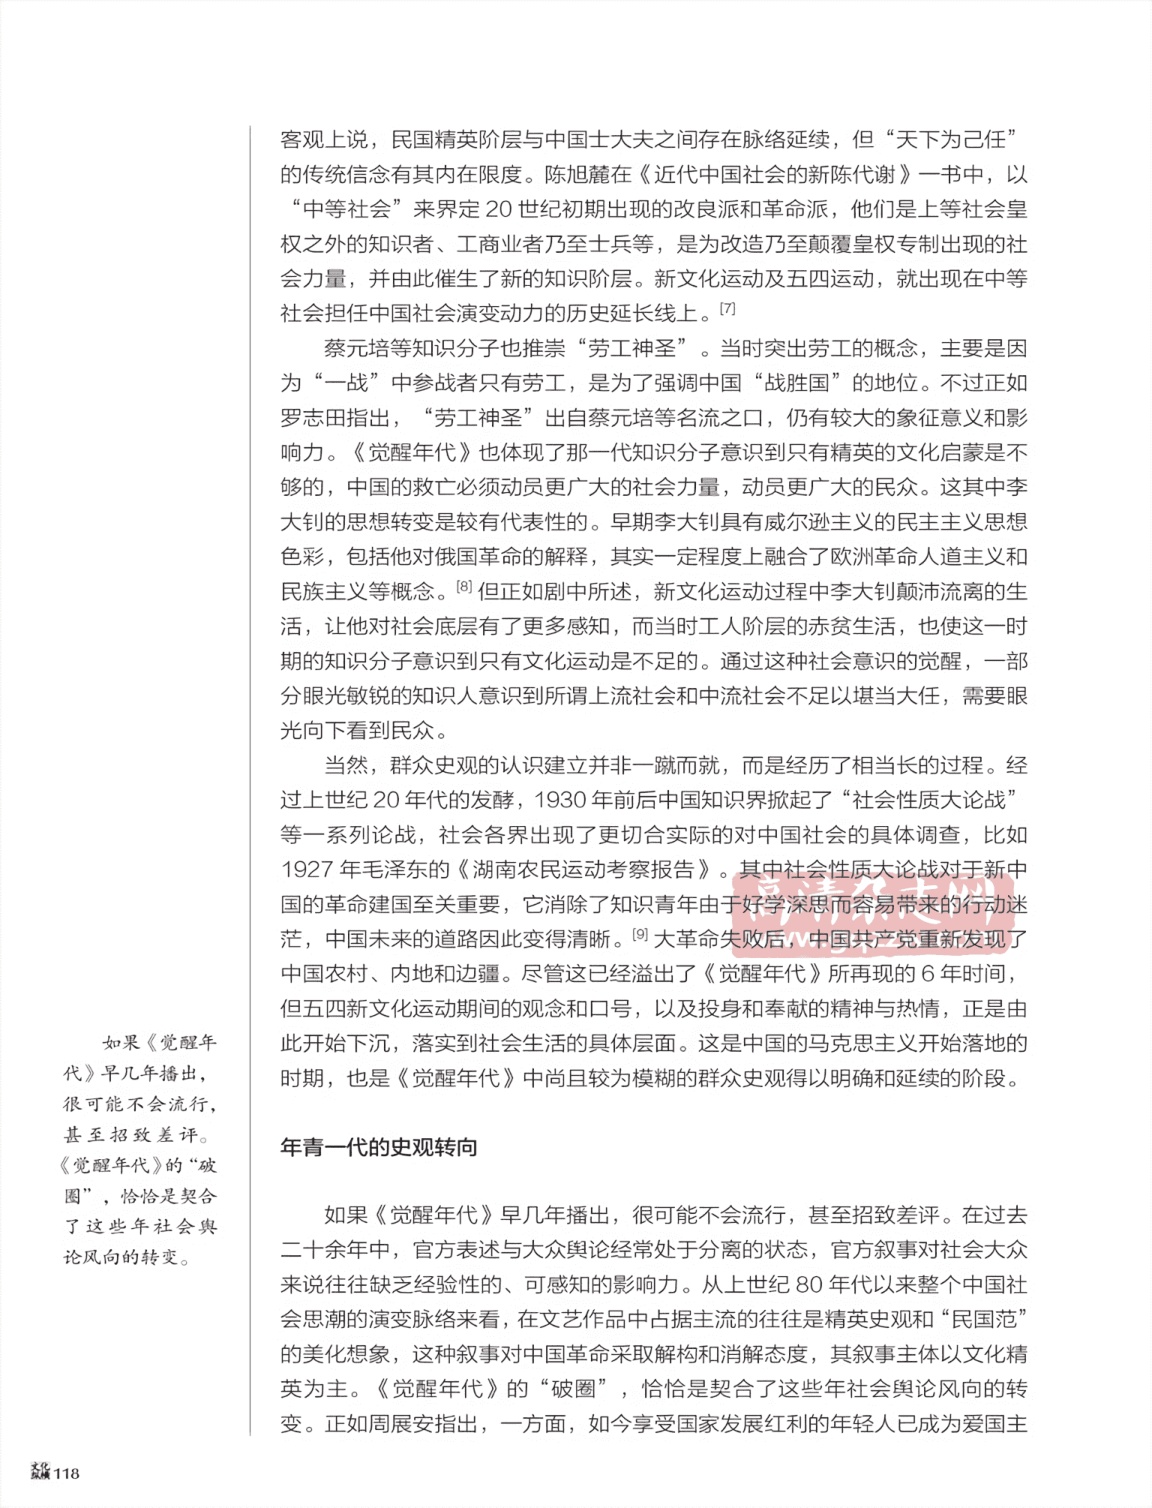 客观上说，民国精英阶层与中国士大夫之间存在脉络延续，但“天下为己任”
的传统信念有其内在限度。陈旭麓在《近代中国社会的新陈代谢》一书中，以
“中等社会”来界定 20 世纪初期出现的改良派和革命派，他们是上等社会皇
权之外的知识者、工商业者乃至士兵等，是为改造乃至颠覆皇权专制出现的社
会力量，并由此催生了新的知识阶层。新文化运动及五四运动，就出现在中等
社会担任中国社会演变动力的历史延长线上。[7]
蔡元培等知识分子也推崇“劳工神圣”。当时突出劳工的概念，主要是因
为“一战”中参战者只有劳工，是为了强调中国“战胜国”的地位。不过正如
罗志田指出，“劳工神圣”出自蔡元培等名流之口，仍有较大的象征意义和影
响力。《觉醒年代》也体现了那一代知识分子意识到只有精英的文化启蒙是不
够的，中国的救亡必须动员更广大的社会力量，动员更广大的民众。这其中李
大钊的思想转变是较有代表性的。早期李大钊具有威尔逊主义的民主主义思想
色彩，包括他对俄国革命的解释，其实一定程度上融合了欧洲革命人道主义和
民族主义等概念。[8] 但正如剧中所述，新文化运动过程中李大钊颠沛流离的生
活，让他对社会底层有了更多感知，而当时工人阶层的赤贫生活，也使这一时
期的知识分子意识到只有文化运动是不足的。通过这种社会意识的觉醒，一部
分眼光敏锐的知识人意识到所谓上流社会和中流社会不足以堪当大任，需要眼
光向下看到民众。
当然，群众史观的认识建立并非一蹴而就，而是经历了相当长的过程。经
过上世纪 20 年代的发酵，1930 年前后中国知识界掀起了“社会性质大论战”
等一系列论战，社会各界出现了更切合实际的对中国社会的具体调查，比如
1927 年毛泽东的《湖南农民运动考察报告》。其中社会性质大论战对于新中
国的革命建国至关重要，它消除了知识青年由于好学深思而容易带来的行动迷
茫，中国未来的道路因此变得清晰。[9] 大革命失败后，中国共产党重新发现了
中国农村、内地和边疆。尽管这已经溢出了《觉醒年代》所再现的 6 年时间，
但五四新文化运动期间的观念和口号，以及投身和奉献的精神与热情，正是由
此开始下沉，落实到社会生活的具体层面。这是中国的马克思主义开始落地的
时期，也是《觉醒年代》中尚且较为模糊的群众史观得以明确和延续的阶段。
如果《觉醒年
代》早几年播出，
很可能不会流行，
甚至招致差评。
《觉醒年代》的“破
圈”，恰恰是契合
了这些年社会舆
论风向的转变。
年青一代的史观转向
如果《觉醒年代》早几年播出，很可能不会流行，甚至招致差评。在过去
二十余年中，官方表述与大众舆论经常处于分离的状态，官方叙事对社会大众
来说往往缺乏经验性的、可感知的影响力。从上世纪 80 年代以来整个中国社
会思潮的演变脉络来看，在文艺作品中占据主流的往往是精英史观和“民国范”
的美化想象，这种叙事对中国革命采取解构和消解态度，其叙事主体以文化精
英为主。《觉醒年代》的“破圈”，恰恰是契合了这些年社会舆论风向的转
变。正如周展安指出，一方面，如今享受国家发展红利的年轻人已成为爱国主
文化
纵横 118
高清杂志网